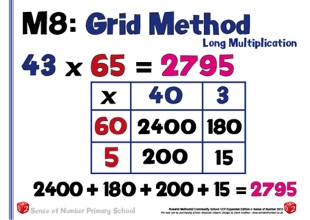 M8: Grid Method
Long Multiplication
43 x 65 = 2795
x 40 3
60 2400 180
5 200 15
2400 + 180 + 200 + 15 = 2795
Sense of Number Primary School